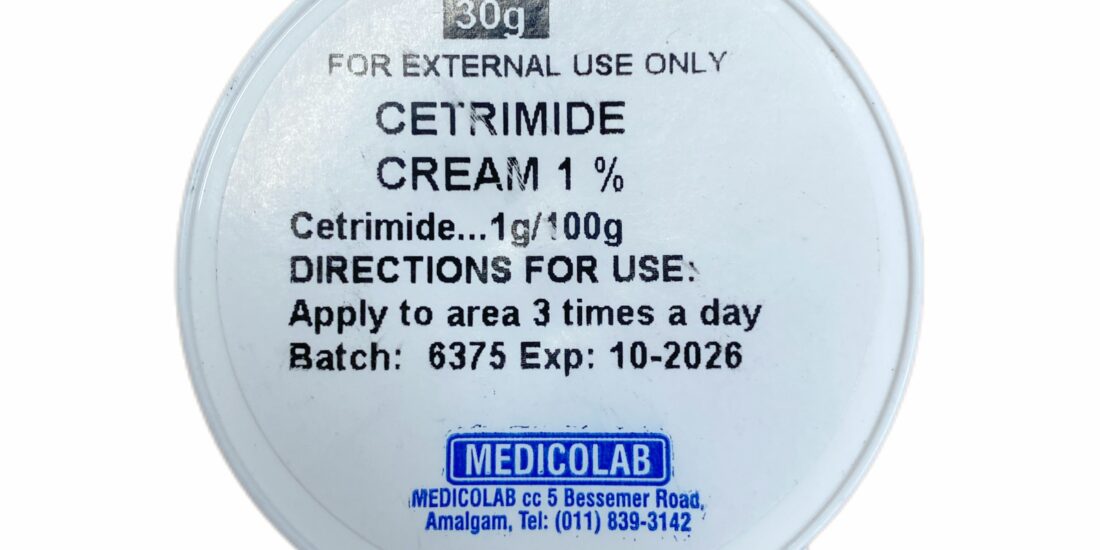 30g
FOR EXTERNAL USE ONLY
CETRIMIDE
CREAM 1 %
Cetrimide...1g/100g
DIRECTIONS FOR USE:
Apply to area 3 times a day
Batch: 6375 Exp: 10-2026
MEDICOLAB
MEDICOLAB cc 5 Bessemer Road,
Amalgam, Tel: (011) 839-3142